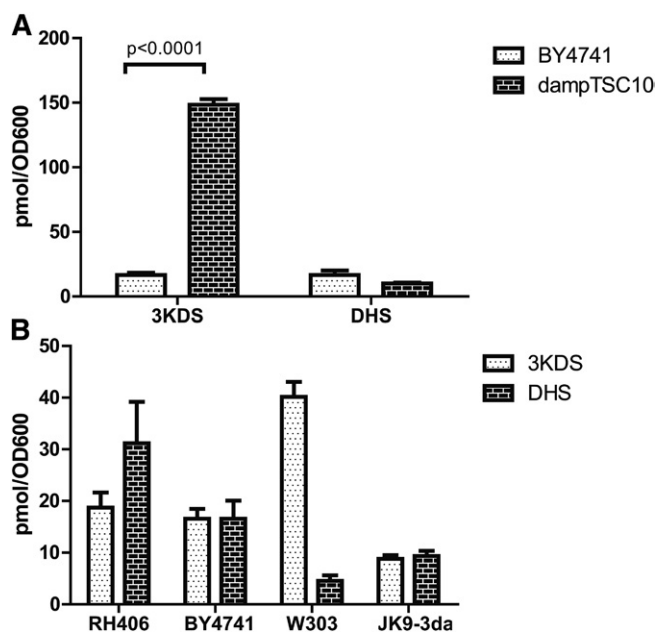 A
200
150
100
50
0
pmol/OD600
p<0.0001
3KDS
DHS
BY4741
dampTSC10
B
50
40
30
20
10
0
pmol/OD600
RH406
BY4741
W303
JK9-3da
3KDS
DHS